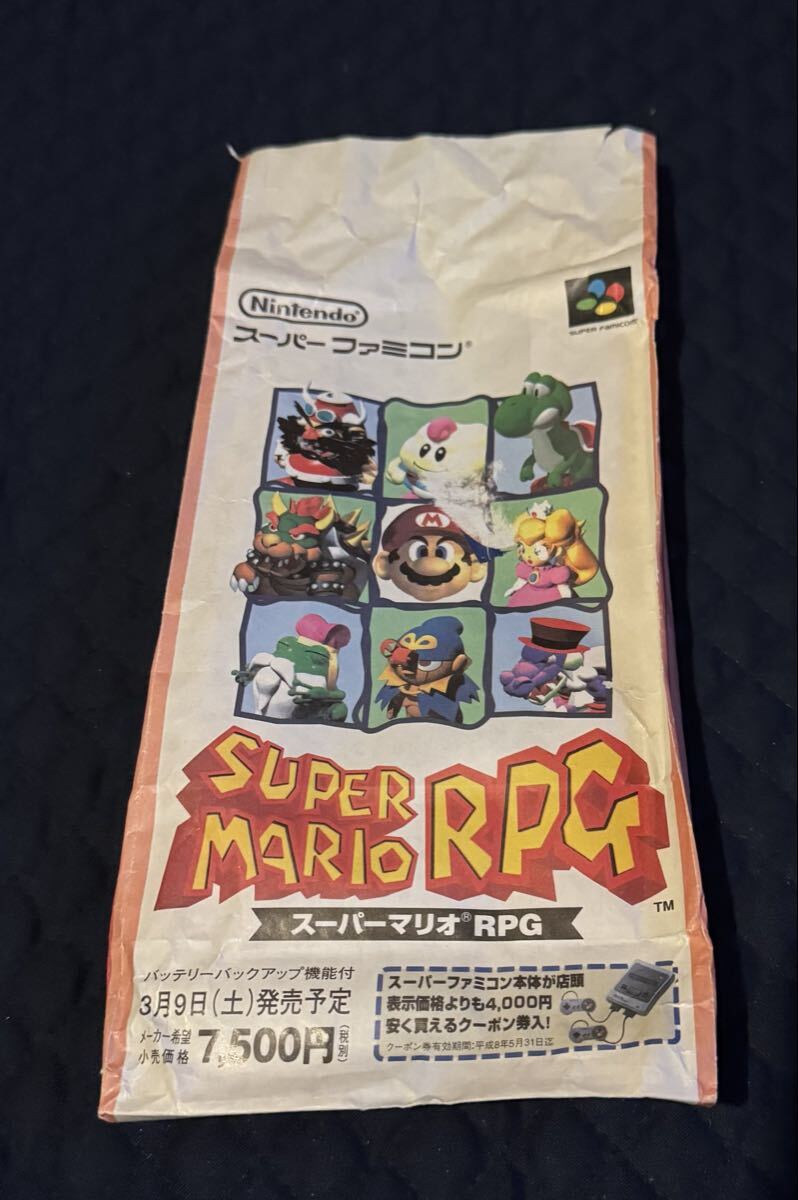 Nintendo®
スーパーファミコン®
SUPER FAMICOM
M
SUPER
MARIO RPG
TM
スーパーマリオ® RPG
バッテリーバックアップ機能付
3月9日(土)発売予定
メーカー希望
小売価格 7,500円(税別)
スーパーファミコン本体が店頭
表示価格よりも4,000円
安く買えるクーポン券入!
クーポン券有効期間:平成8年5月31日迄